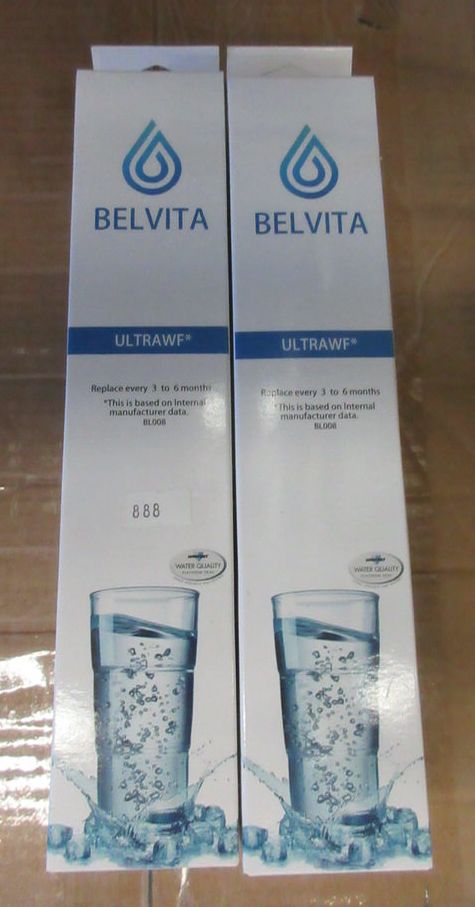 BELVITA
ULTRAWF*
Replace every 3 to 6 months
*This is based on Internal
manufacturer data.
BL008
888
WATER QUALITY
BELVITA
ULTRAWF*
Replace every 3 to 6 months
*This is based on Internal
manufacturer data.
BL008
WATER QUALITY